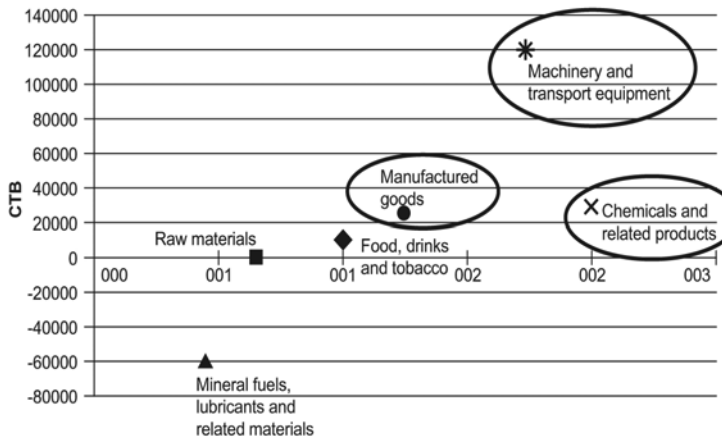 140000
120000
100000
80000
60000
40000
20000
0
-20000
-40000
-60000
-80000
CTB
Machinery and
transport equipment
Manufactured
goods
Chemicals and
related products
Raw materials
Food, drinks
and tobacco
000 001 001 002 002 003
Mineral fuels,
lubricants and
related materials